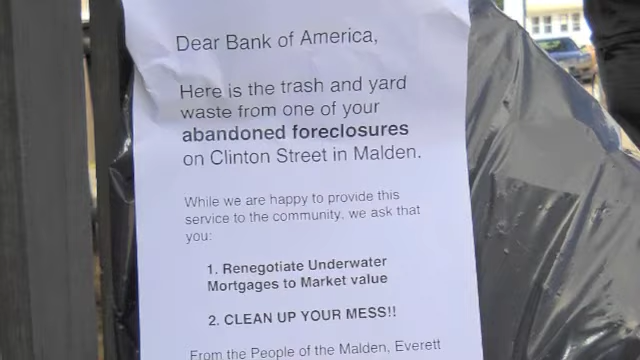 Dear Bank of America,
Here is the trash and yard
waste from one of your
abandoned foreclosures
on Clinton Street in Malden.
While we are happy to provide this
service to the community, we ask that
you:
1. Renegotiate Underwater
Mortgages to Market value
2. CLEAN UP YOUR MESS!!
From the People of the Malden, Everett